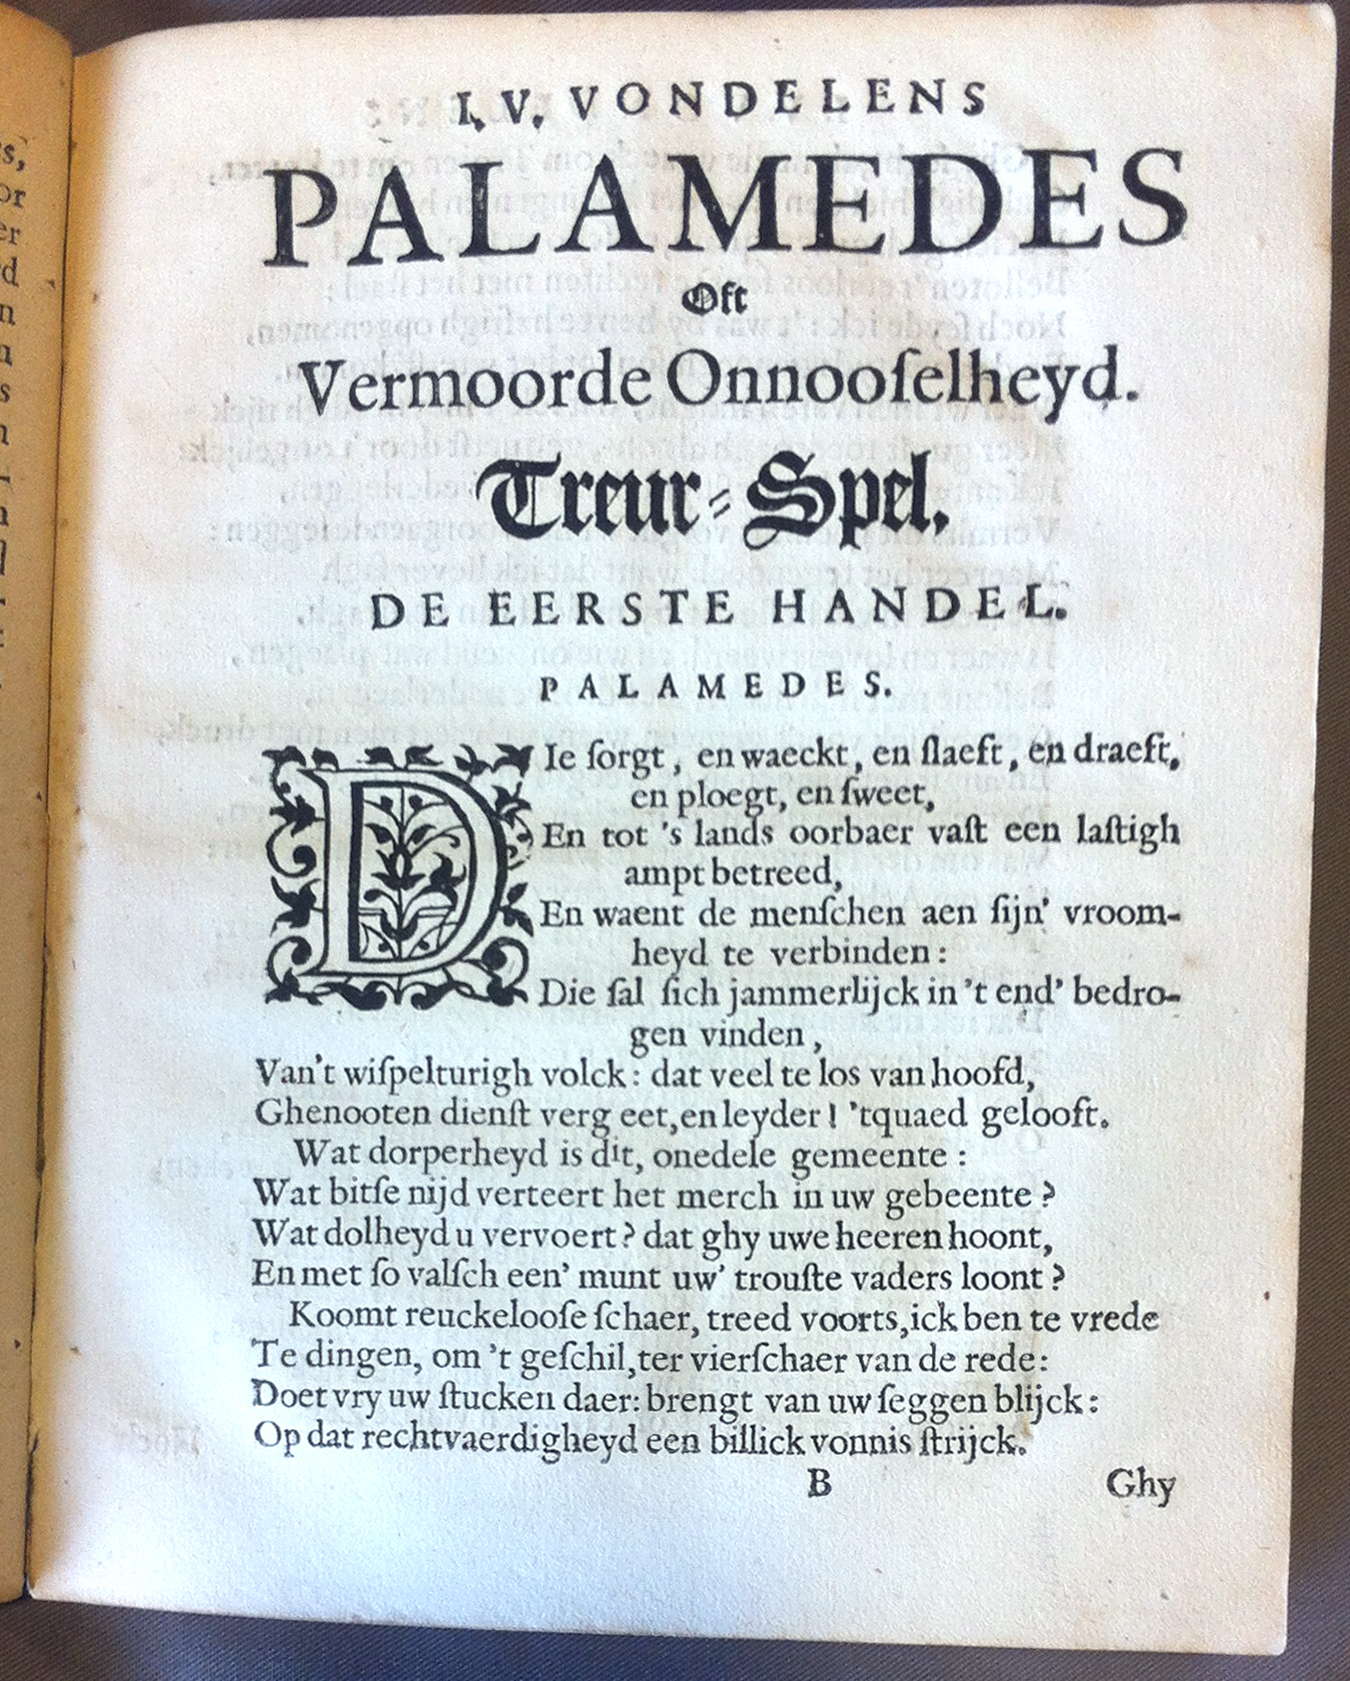 I. V. VONDELENS
PALAMEDES
Oft
Vermoorde Onnooſelheyd.
Treur-Spel.
DE EERSTE HANDEL.
PALAMEDES.
DIe ſorgt, en waeckt, en ſlaeft, en draeft,
en ploegt, en ſweet,
En tot 's lands oorbaer vaſt een laſtigh
ampt betreed,
En waent de menſchen aen ſijn' vroom-
heyd te verbinden:
Die ſal ſich jammerlijck in 't end' bedro-
gen vinden,
Van't wiſpelturigh volck: dat veel te los van hoofd,
Ghenooten dienſt verg eet, en leyder! 'tquaed gelooft.
Wat dorperheyd is dit, onedele gemeente:
Wat bitſe nijd verteert het merch in uw gebeente?
Wat dolheyd u vervoert? dat ghy uwe heeren hoont,
En met ſo valſch een' munt uw' trouſte vaders loont?
Koomt reuckelooſe ſchaer, treed voorts, ick ben te vrede
Te dingen, om 't geſchil, ter vierſchaer van de rede:
Doet vry uw ſtucken daer: brengt van uw ſeggen blijck:
Op dat rechtvaerdigheyd een billick vonnis ſtrijck.
B Ghy